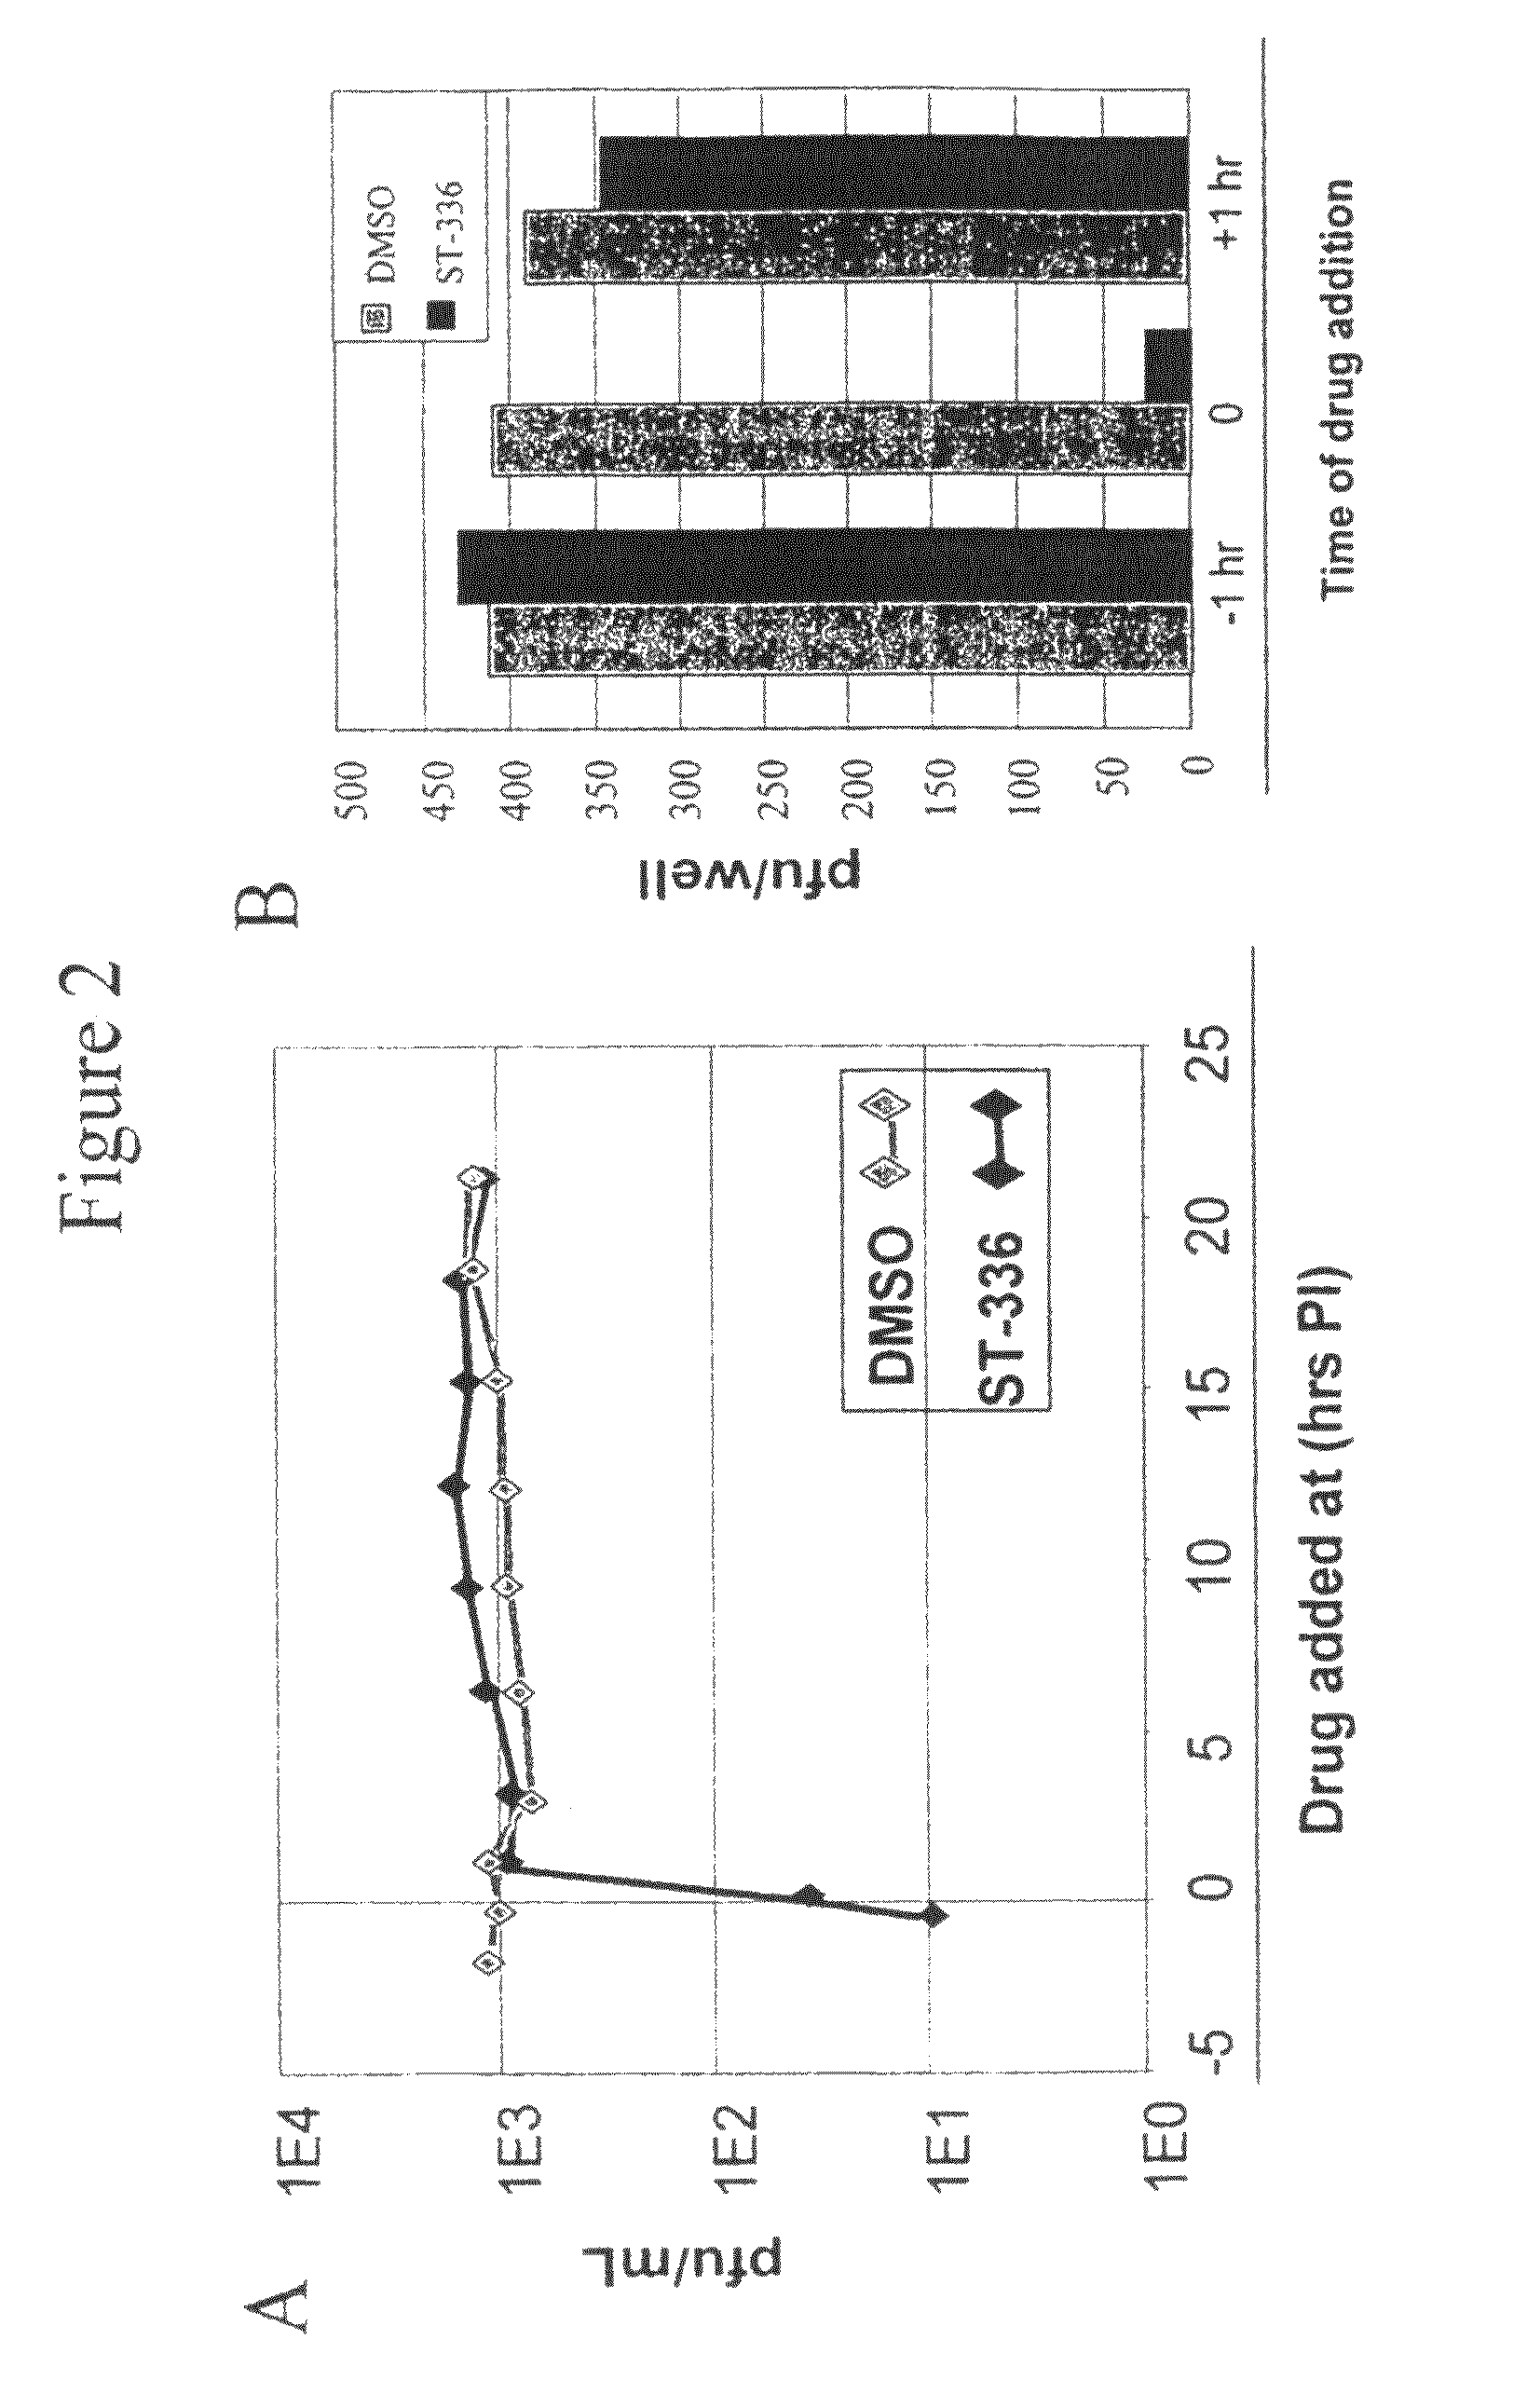 Figure 2
A
pfu/mL
1E4
1E3
1E2
1E1
1E0
-5
0
5
10
15
20
25
DMSO
ST-336
Drug added at (hrs PI)
B
pfu/well
500
450
400
350
300
250
200
150
100
50
0
DMSO
ST-336
-1 hr
0
+1 hr
Time of drug addition